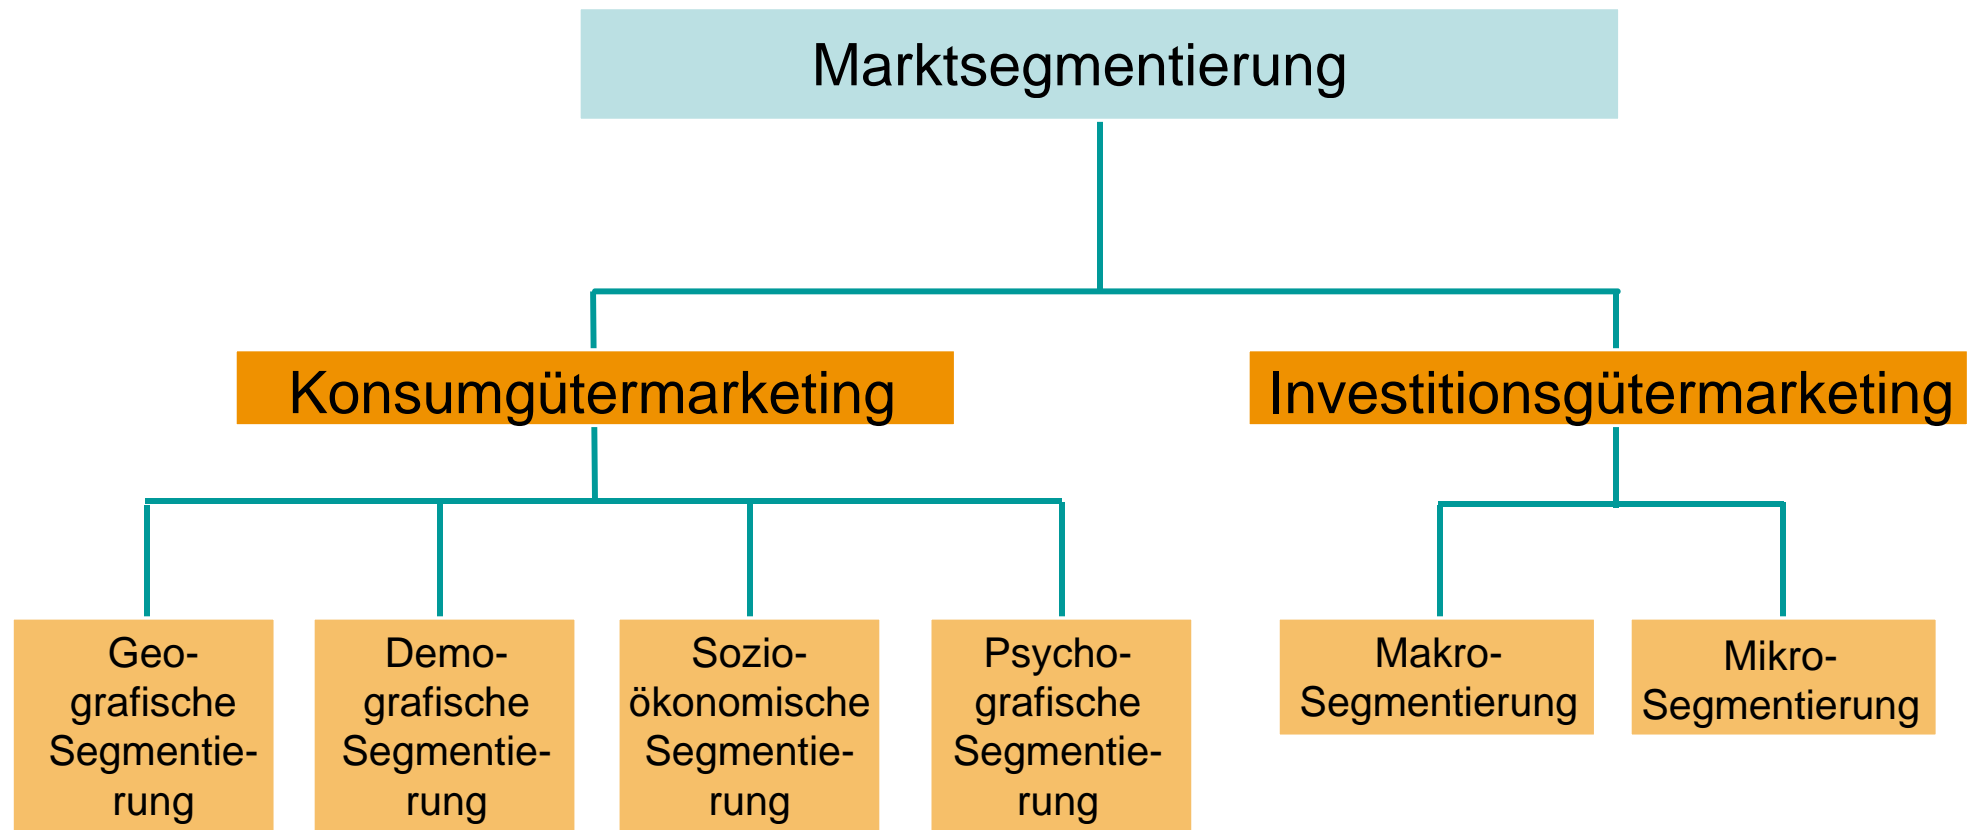 Marktsegmentierung
Konsumgütermarketing
Investitionsgütermarketing
Geo-
grafische
Segmentie-
rung
Demo-
grafische
Segmentie-
rung
Sozio-
ökonomische
Segmentie-
rung
Psycho-
grafische
Segmentie-
rung
Makro-
Segmentierung
Mikro-
Segmentierung